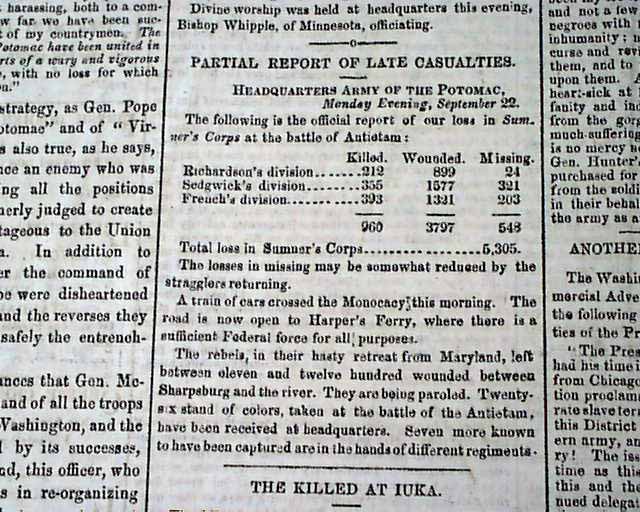 harassing, both to a com-
w far we have been suc-
t of my countrymen. The
Potomac have been united in
rts of a wary and vigorous
, with no loss for which
n."
strategy, as Gen. Pope
otomac" and of "Vir-
s also true, as he says,
nce an enemy who was
ng all the positions
nerly judged to create
tageous to the Union
a. In addition to
er the command of
pe were disheartened
and the reverses they
safely the entrench-
ances that Gen. Mc-
and of all the troops
Washington, and the
l by its successes,
nd, this officer, who
s in re-organizing
Divine worship was held at headquarters this evening,
Bishop Whipple, of Minnesota, officiating.
PARTIAL REPORT OF LATE CASUALTIES.
HEADQUARTERS ARMY OF THE POTOMAC,
Monday Evening, September 22.
The following is the official report of our loss in Sum-
ner's Corps at the battle of Antietam:
Killed. Wounded. Missing.
Richardson's division.......212 899 24
Sedgwick's division.........355 1577 321
French's division...........393 1321 203
960 3797 548
Total loss in Sumner's Corps..................5,305.
The losses in missing may be somewhat reduced by the
stragglers returning.
A train of cars crossed the Monocacy this morning. The
road is now open to Harper's Ferry, where there is a
sufficient Federal force for all purposes.
The rebels, in their hasty retreat from Maryland, left
between eleven and twelve hundred wounded between
Sharpsburg and the river. They are being paroled. Twenty-
six stand of colors, taken at the battle of the Antietam,
have been received at headquarters. Seven more known
to have been captured are in the hands of different regiments.
THE KILLED AT IUKA.
and not a few
negroes with
inhumanity;
curse and rev
them, and to
upon them.
heart-sick at
fanity and in
from the gorg
much-suffering
is no mercy
Gen. Hunter's
purchased for
from the sold
in their behal
the army as a
ANOTHER
The Washin
mercial Adve
the following
ties of the Pr
"The Pres
had his time
from Chicago
tion proclam
rate slave ter
this District
ern army, an
ry! The iss
time as this
this and the
nued delegat